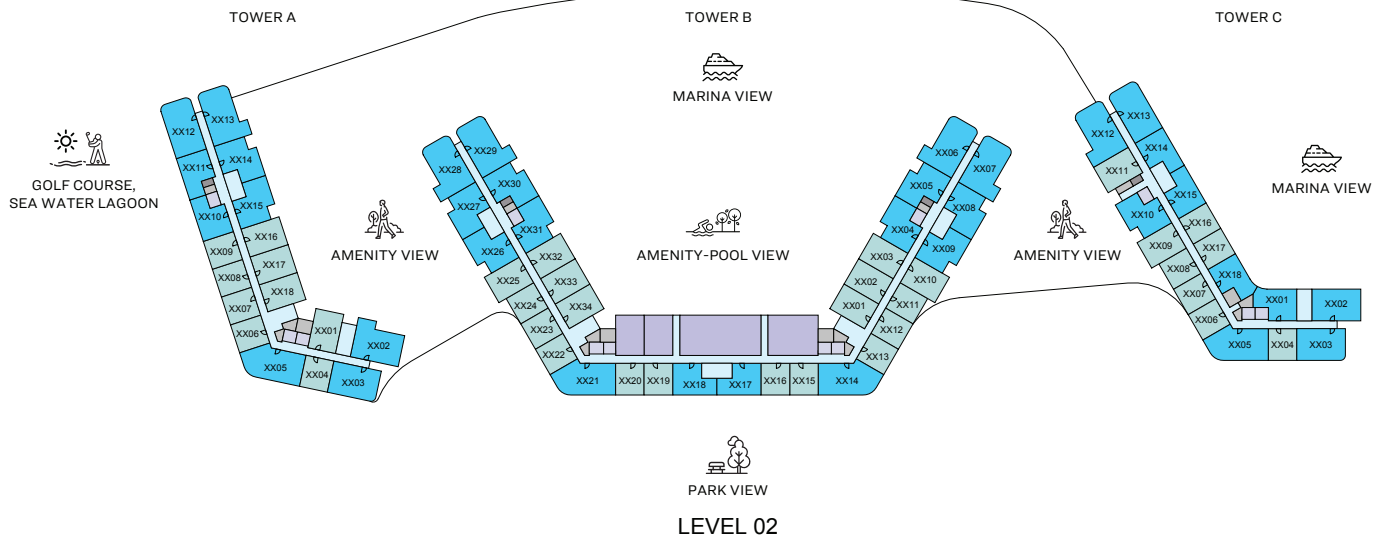 TOWER A
TOWER B
TOWER C
MARINA VIEW
GOLF COURSE,
SEA WATER LAGOON
AMENITY VIEW
AMENITY-POOL VIEW
AMENITY VIEW
MARINA VIEW
XX12
XX13
XX11
XX14
XX10
XX15
XX09
XX16
XX08
XX17
XX07
XX18
XX06
XX01
XX02
XX05
XX04
XX03
XX28
XX29
XX27
XX30
XX26
XX31
XX25
XX32
XX24
XX33
XX23
XX34
XX22
XX21
XX20
XX19
XX18
XX17
XX16
XX15
XX14
XX06
XX07
XX05
XX08
XX04
XX09
XX03
XX10
XX02
XX11
XX01
XX12
XX13
XX12
XX13
XX11
XX14
XX10
XX15
XX09
XX16
XX08
XX17
XX07
XX18
XX06
XX01
XX02
XX05
XX04
XX03
PARK VIEW
LEVEL 02